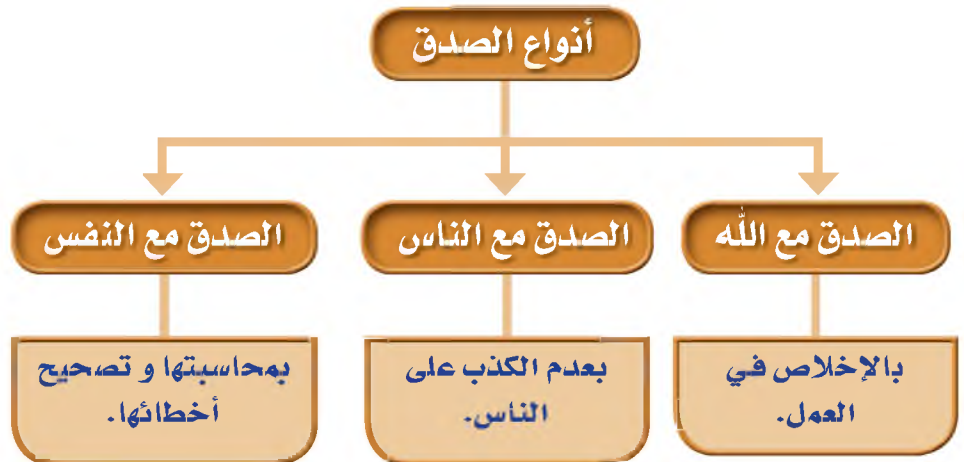 أنواع الصدق
الصدق مع الله
الصدق مع الناس
الصدق مع النفس
بالإخلاص في
العمل.
بعدم الكذب على
الناس.
بمحاسبتها و تصحيح
أخطائها.